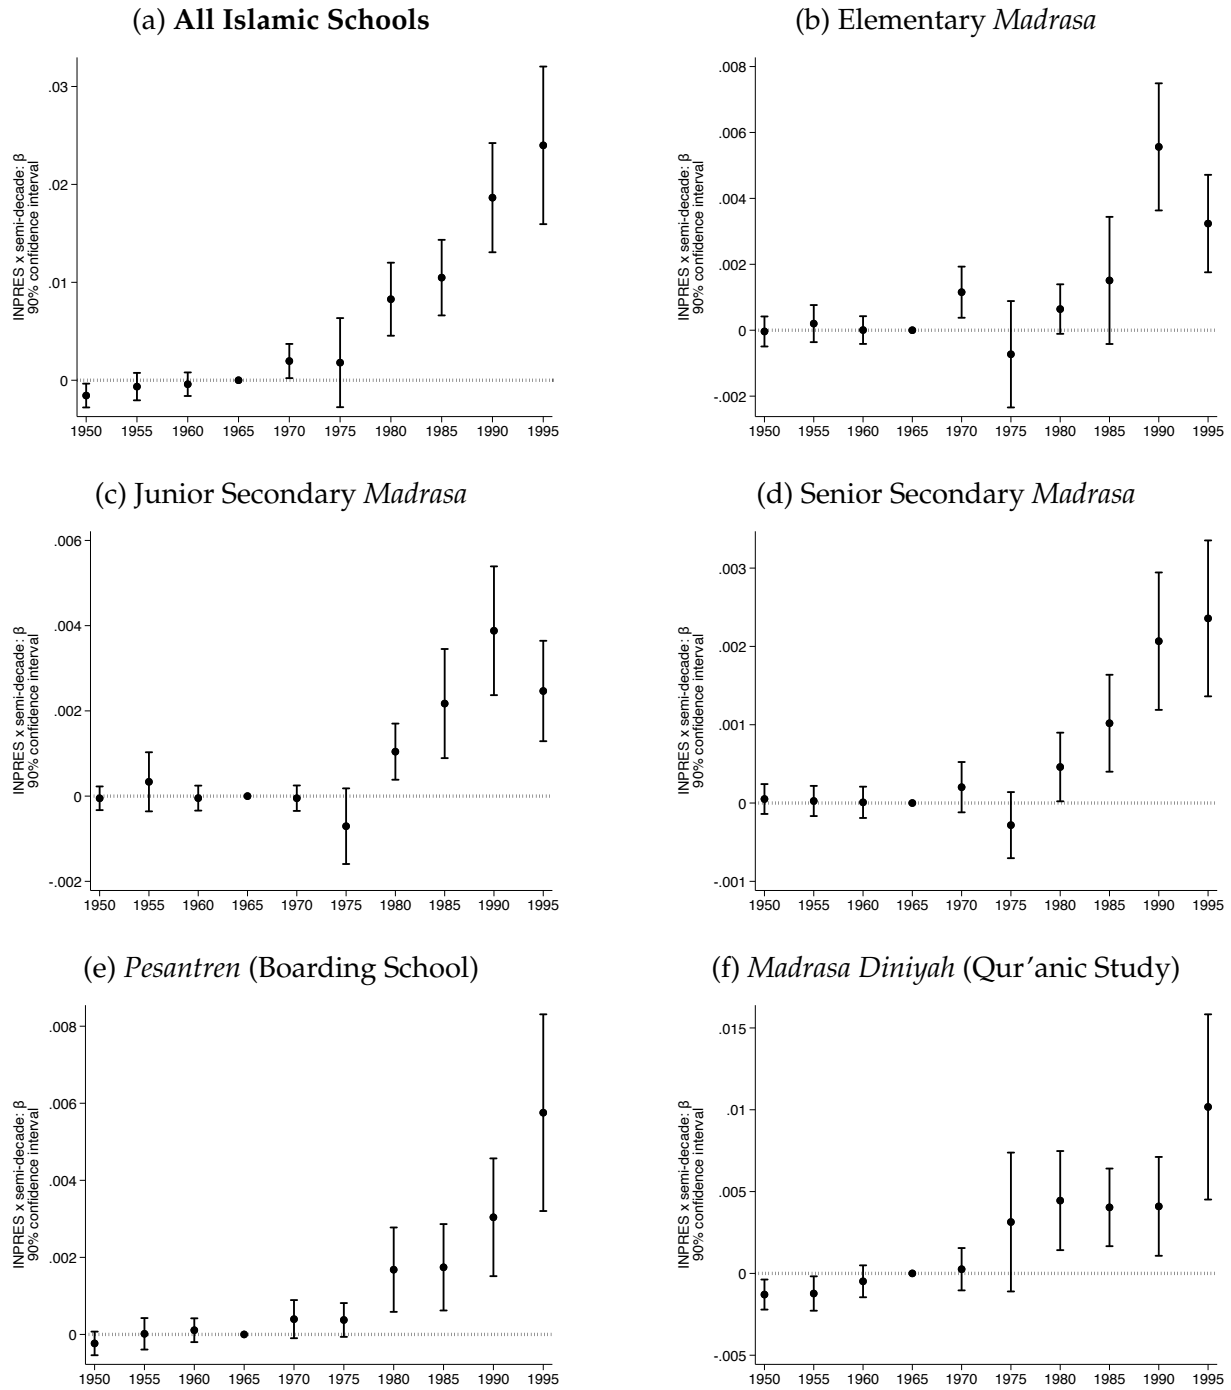 (a) All Islamic Schools
INPRES x semi-decade: β
90% confidence interval
.03
.02
.01
0
1950 1955 1960 1965 1970 1975 1980 1985 1990 1995
(b) Elementary Madrasa
INPRES x semi-decade: β
90% confidence interval
.008
.006
.004
.002
0
-.002
1950 1955 1960 1965 1970 1975 1980 1985 1990 1995
(c) Junior Secondary Madrasa
INPRES x semi-decade: β
90% confidence interval
.006
.004
.002
0
-.002
1950 1955 1960 1965 1970 1975 1980 1985 1990 1995
(d) Senior Secondary Madrasa
INPRES x semi-decade: β
90% confidence interval
.003
.002
.001
0
-.001
1950 1955 1960 1965 1970 1975 1980 1985 1990 1995
(e) Pesantren (Boarding School)
INPRES x semi-decade: β
90% confidence interval
.008
.006
.004
.002
0
1950 1955 1960 1965 1970 1975 1980 1985 1990 1995
(f) Madrasa Diniyah (Qur'anic Study)
INPRES x semi-decade: β
90% confidence interval
.015
.01
.005
0
-.005
1950 1955 1960 1965 1970 1975 1980 1985 1990 1995